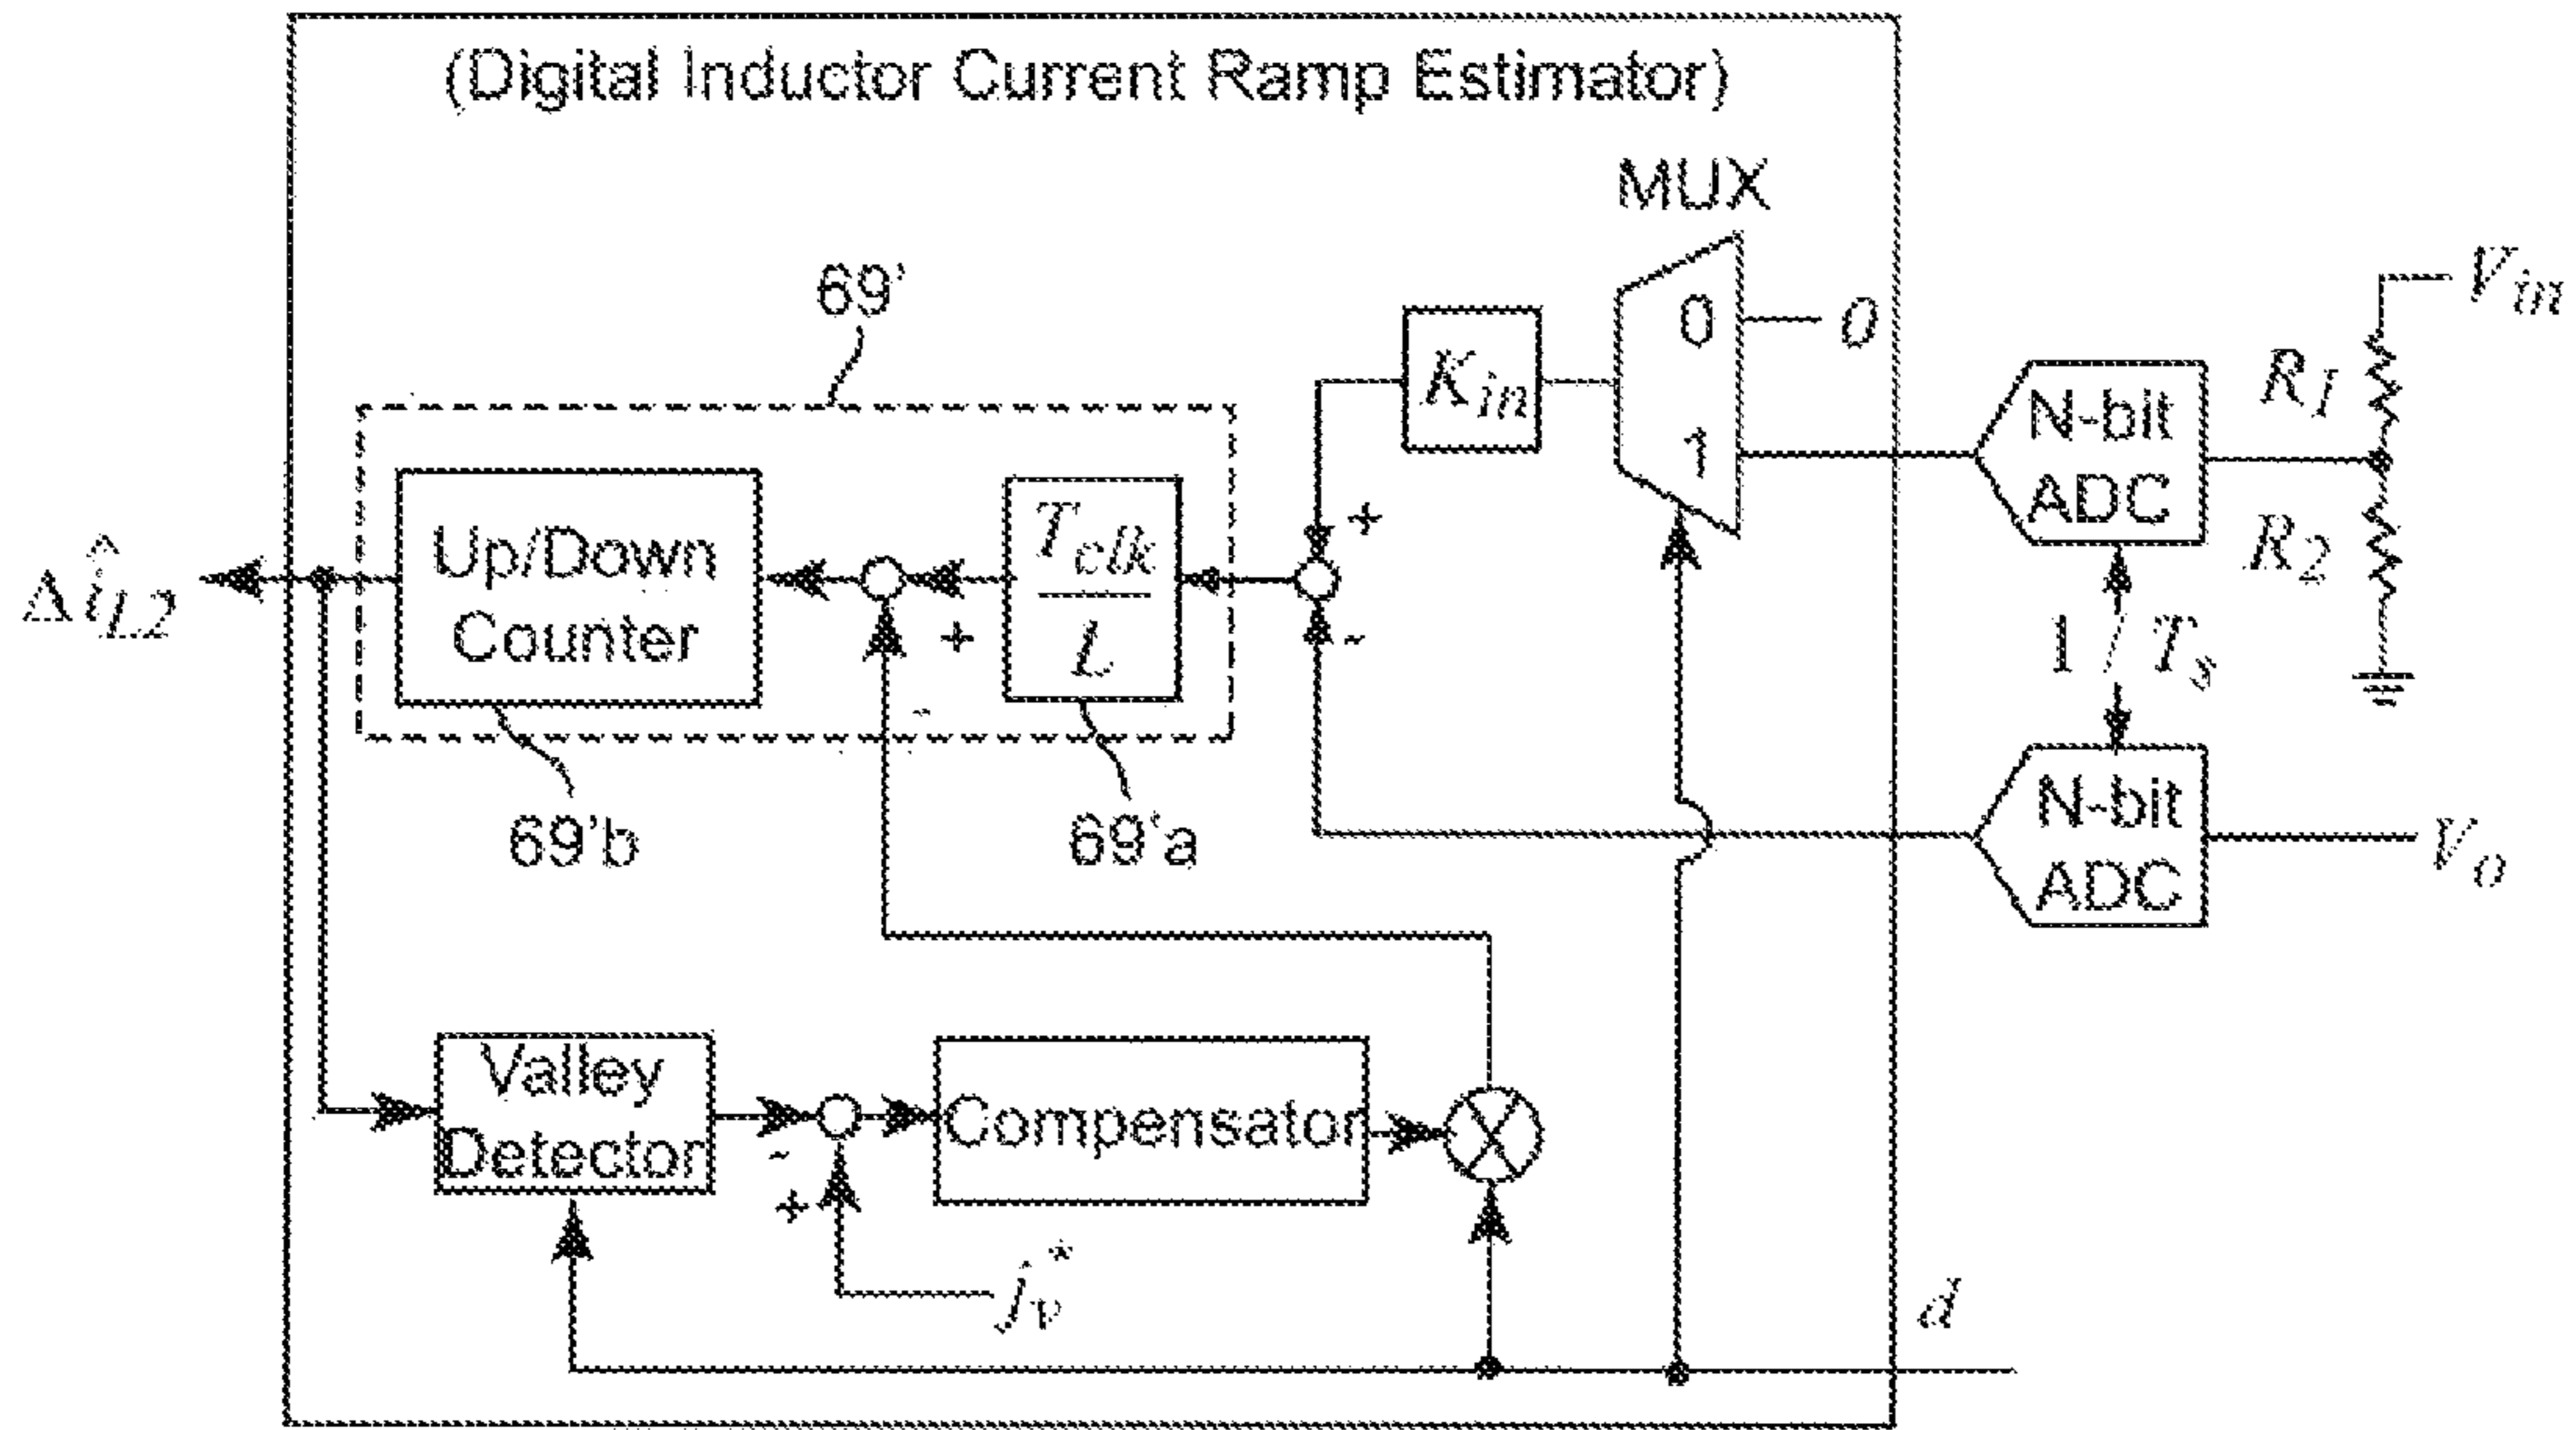 (Digital Inductor Current Ramp Estimator)
MUX
69'
0
0
1
K_in
V_in
R_1
R_2
N-bit
ADC
+
-
T_clk
L
+
-
Up/Down
Counter
Δî_L2
1 / T_s
69'b
69'a
N-bit
ADC
V_o
Valley
Detector
-
+
Compensator
j_v*
d